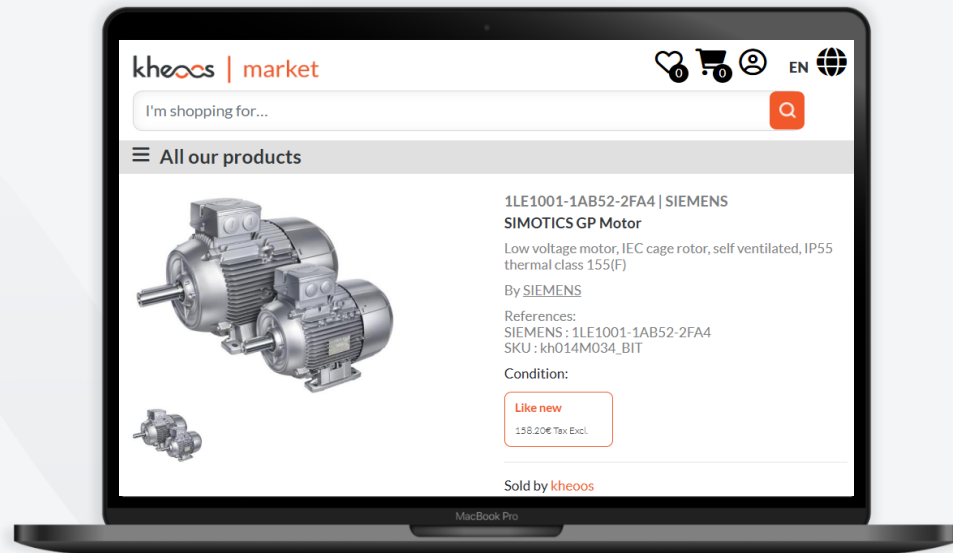 kheoos | market
0
0
EN
I'm shopping for...
All our products
1LE1001-1AB52-2FA4 | SIEMENS
SIMOTICS GP Motor
Low voltage motor, IEC cage rotor, self ventilated, IP55
thermal class 155(F)
By SIEMENS
References:
SIEMENS : 1LE1001-1AB52-2FA4
SKU : kh014M034_BIT
Condition:
Like new
158.20€ Tax Excl.
Sold by kheoos
MacBook Pro